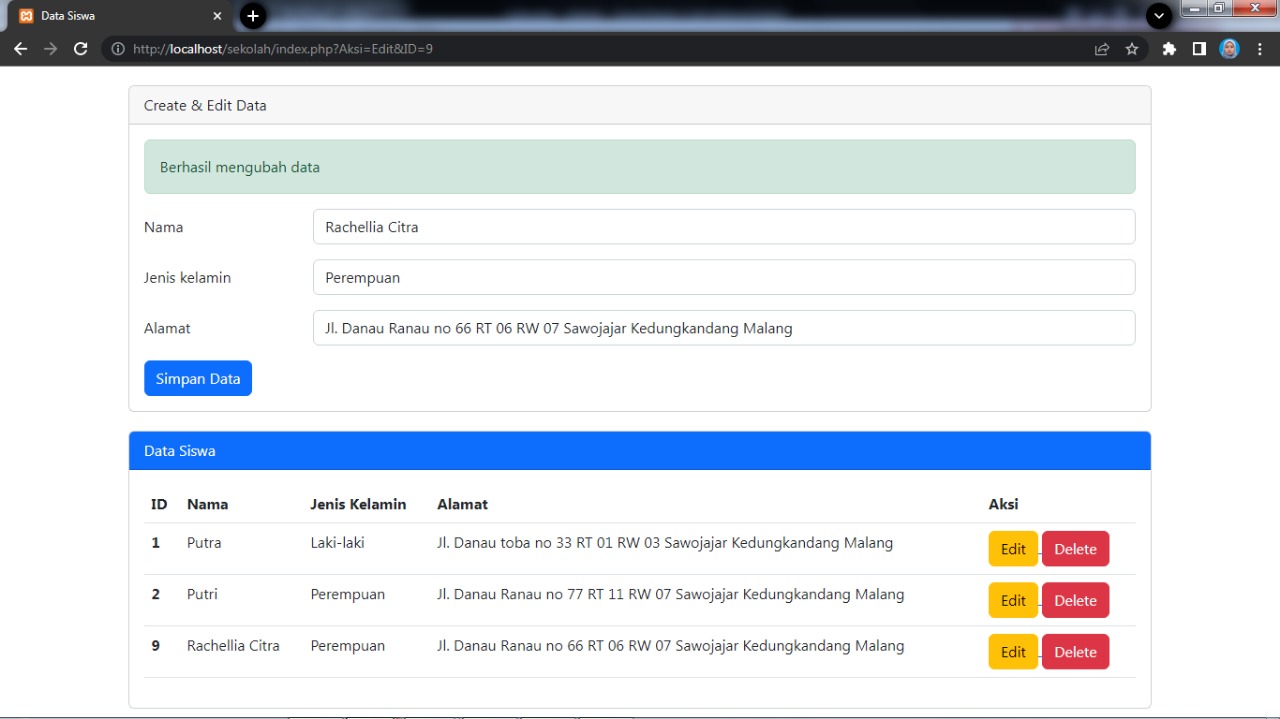 Data Siswa
http://localhost/sekolah/index.php?Aksi=Edit&ID=9
Create & Edit Data
Berhasil mengubah data
Nama Rachellia Citra
Jenis kelamin Perempuan
Alamat Jl. Danau Ranau no 66 RT 06 RW 07 Sawojajar Kedungkandang Malang
Simpan Data
Data Siswa
ID Nama Jenis Kelamin Alamat Aksi
1 Putra Laki-laki Jl. Danau toba no 33 RT 01 RW 03 Sawojajar Kedungkandang Malang Edit Delete
2 Putri Perempuan Jl. Danau Ranau no 77 RT 11 RW 07 Sawojajar Kedungkandang Malang Edit Delete
9 Rachellia Citra Perempuan Jl. Danau Ranau no 66 RT 06 RW 07 Sawojajar Kedungkandang Malang Edit Delete